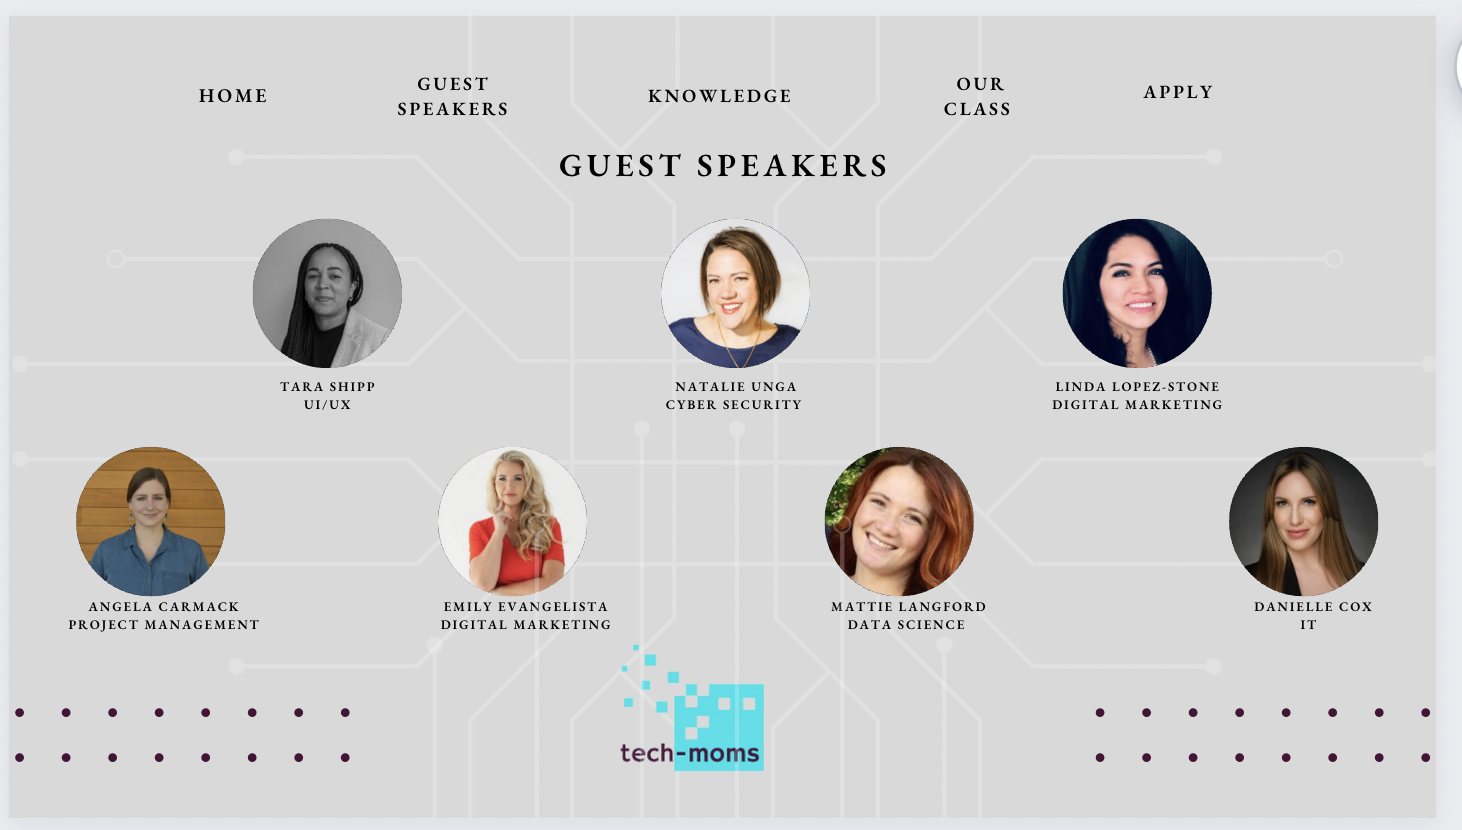 HOME
GUEST
SPEAKERS
KNOWLEDGE
OUR
CLASS
APPLY
GUEST SPEAKERS
TARA SHIPP
UI/UX
NATALIE UNGA
CYBER SECURITY
LINDA LOPEZ-STONE
DIGITAL MARKETING
ANGELA CARMACK
PROJECT MANAGEMENT
EMILY EVANGELISTA
DIGITAL MARKETING
MATTIE LANGFORD
DATA SCIENCE
DANIELLE COX
IT
tech-moms